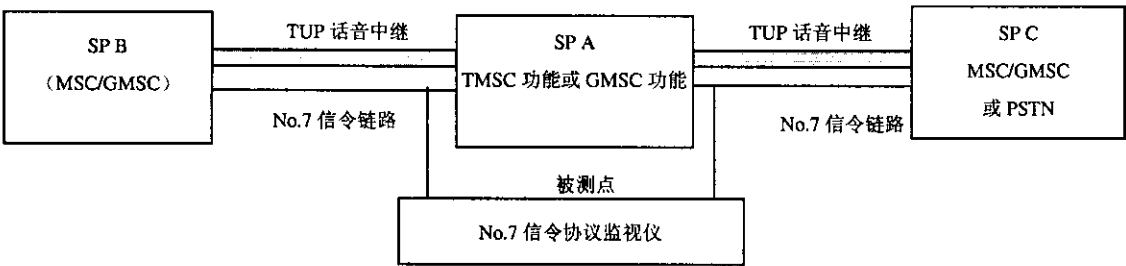 SP B
（MSC/GMSC）
TUP 话音中继
No.7 信令链路
SP A
TMSC 功能或 GMSC 功能
TUP 话音中继
No.7 信令链路
SP C
MSC/GMSC
或 PSTN
被测点
No.7 信令协议监视仪